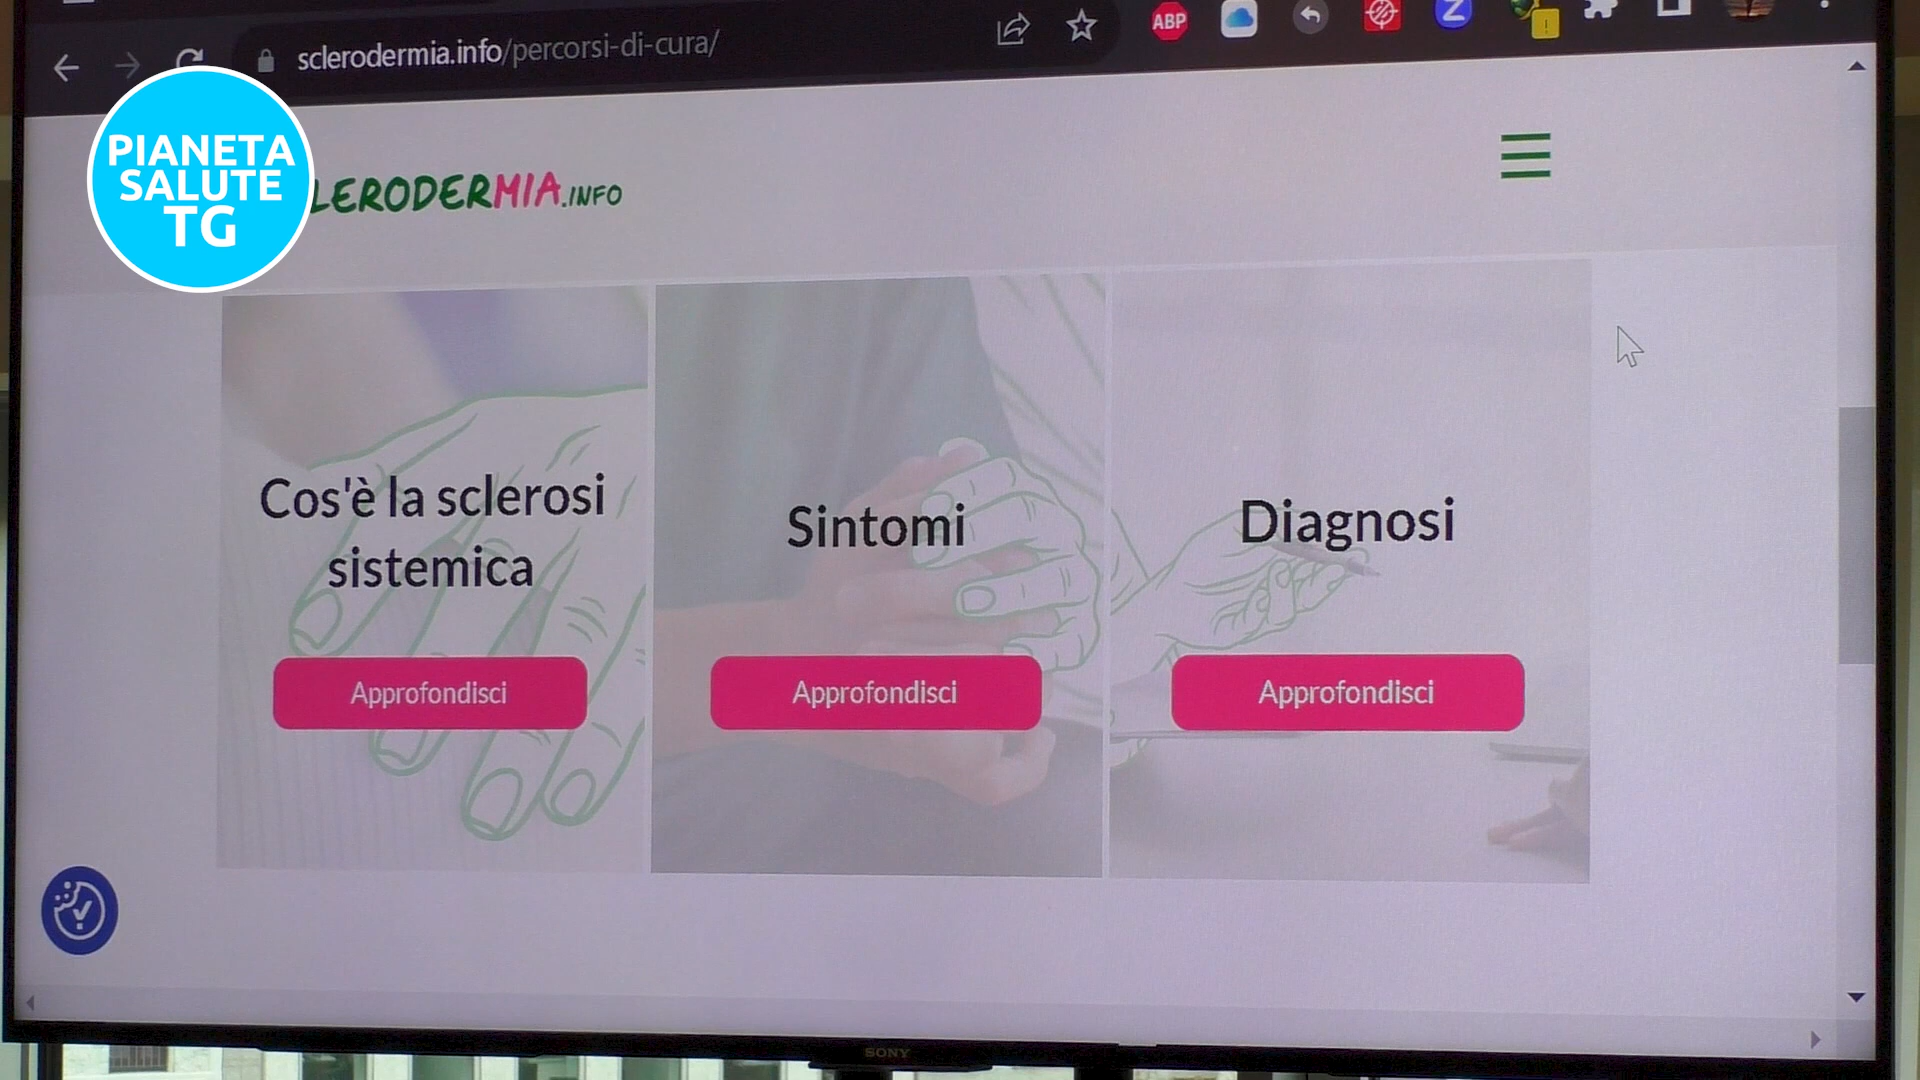 ABP
Z
sclerodermia.info/percorsi-di-cura/
PIANETA
SALUTE
TG
LERODERMIA.INFO
Cos'è la sclerosi
sistemica
Approfondisci
Sintomi
Approfondisci
Diagnosi
Approfondisci
SONY